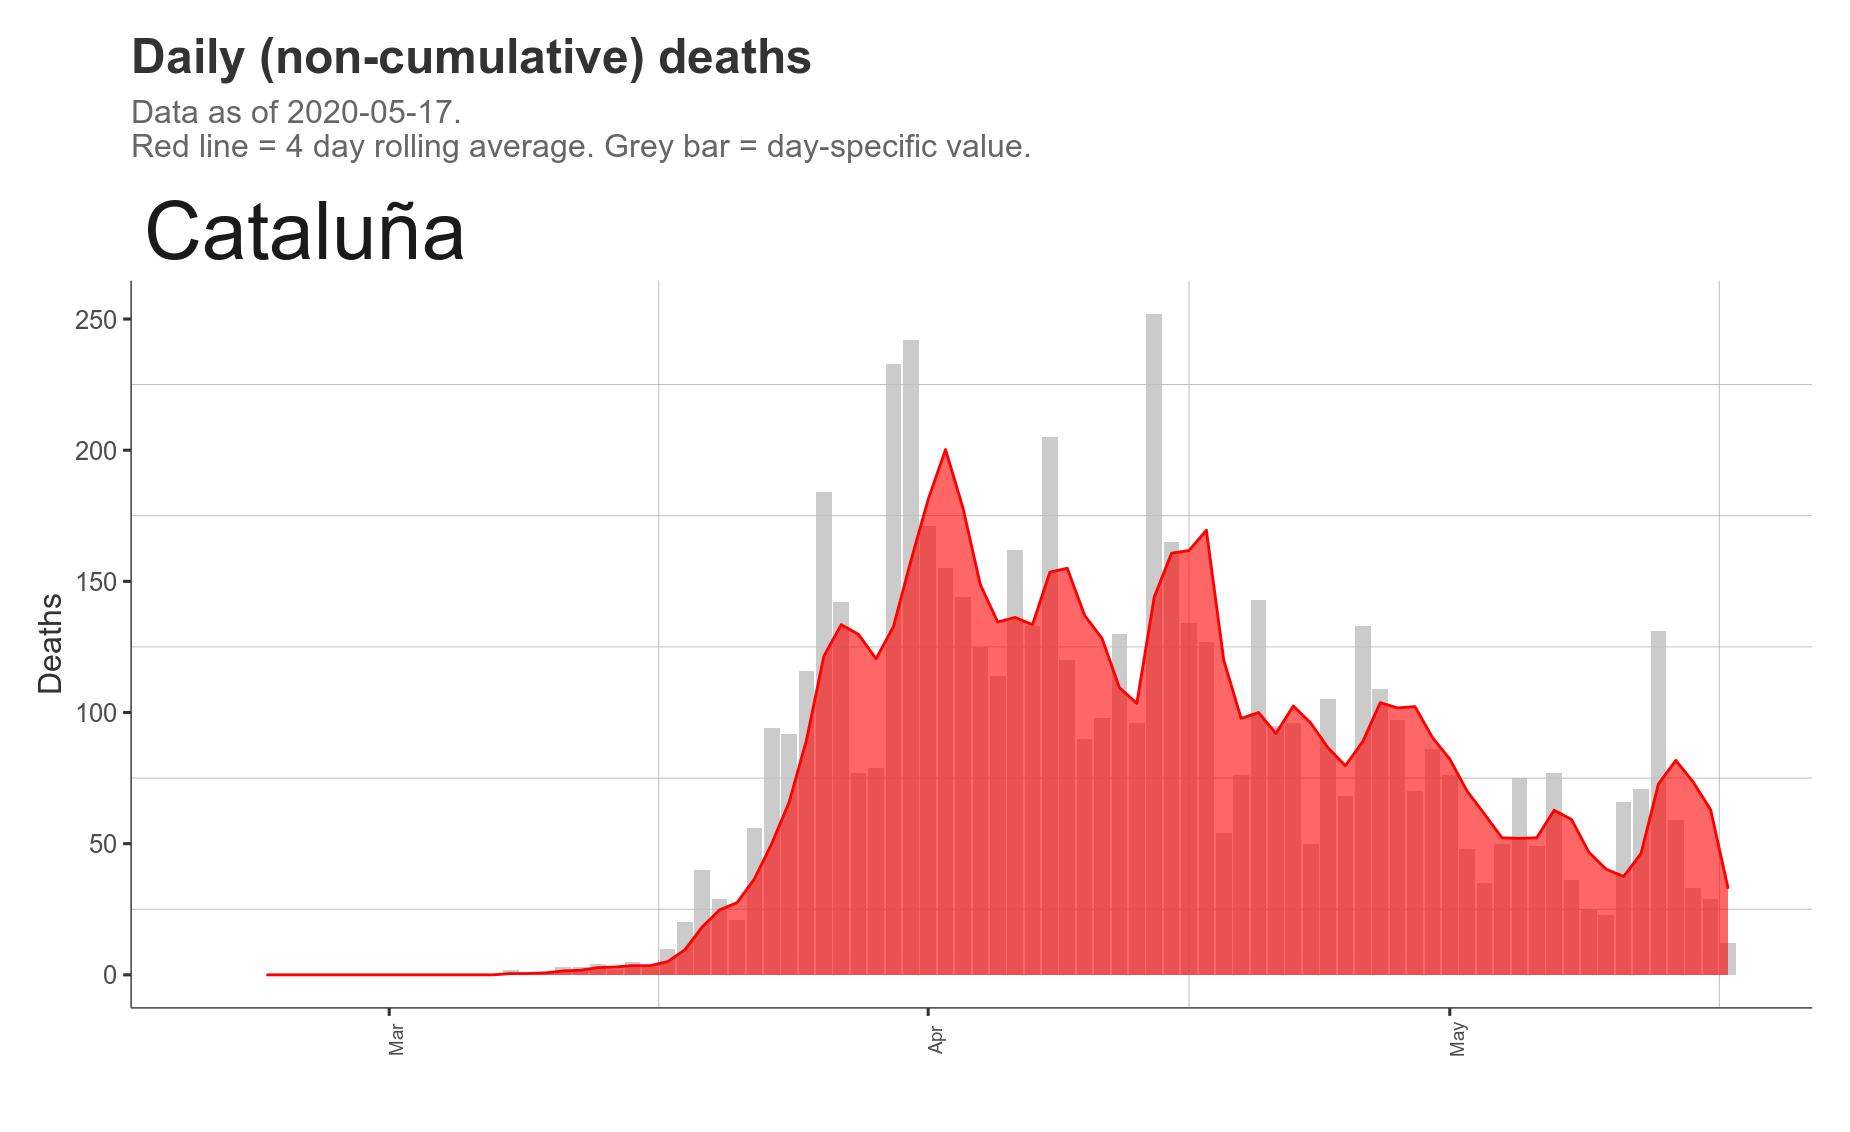 Daily (non-cumulative) deaths
Data as of 2020-05-17.
Red line = 4 day rolling average. Grey bar = day-specific value.
Cataluña
250
200
150
100
50
0
Deaths
Mar
Apr
May